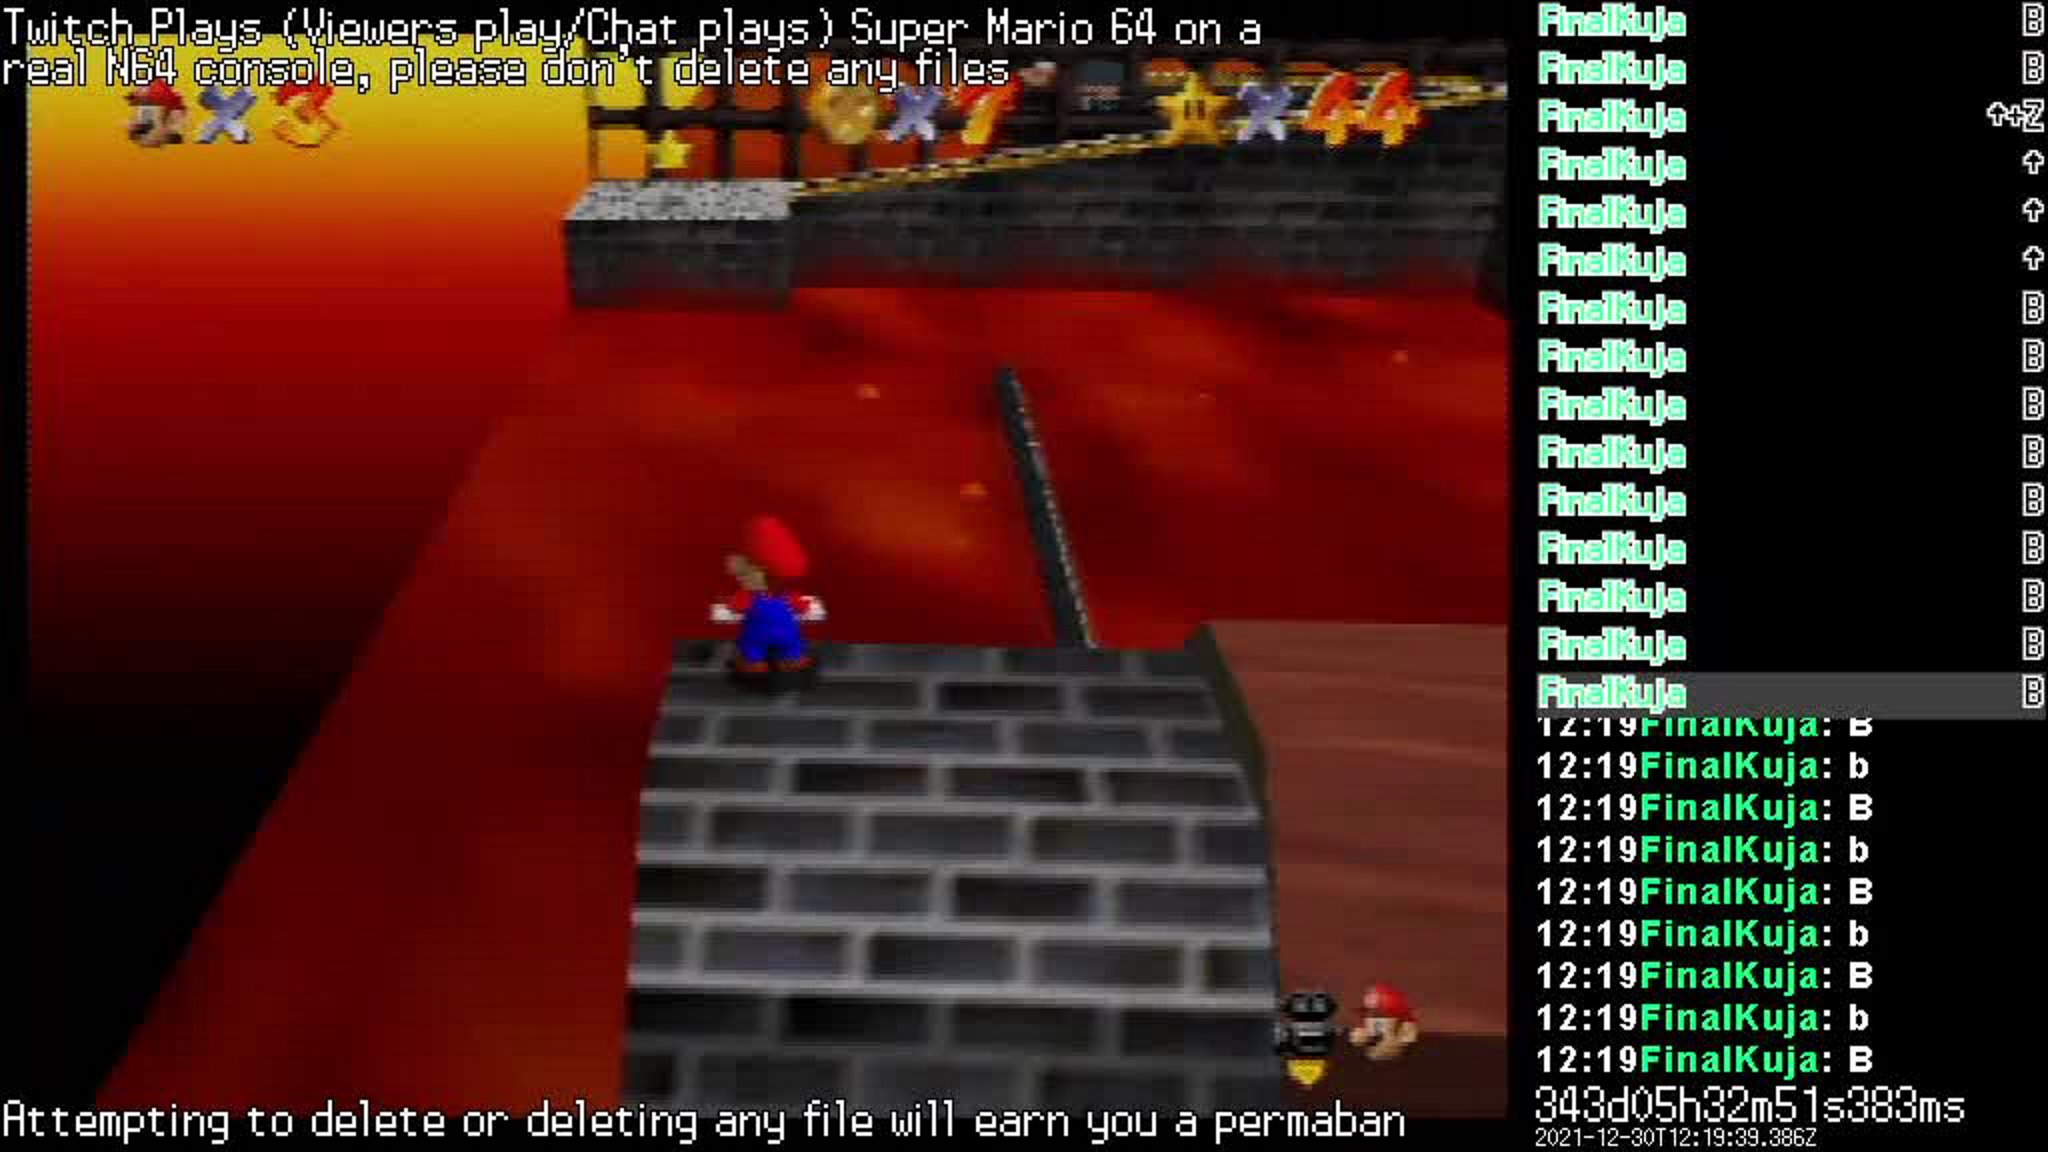 Twitch Plays (Viewers play/Chat plays) Super Mario 64 on a
real N64 console, please don't delete any files
7
44
FinalKuja B
FinalKuja B
FinalKuja ↑+Z
FinalKuja ↑
FinalKuja ↑
FinalKuja ↑
FinalKuja B
FinalKuja B
FinalKuja B
FinalKuja B
FinalKuja B
FinalKuja B
FinalKuja B
FinalKuja B
FinalKuja B
12:19FinalKuja: B
12:19FinalKuja: b
12:19FinalKuja: B
12:19FinalKuja: b
12:19FinalKuja: B
12:19FinalKuja: b
12:19FinalKuja: B
12:19FinalKuja: b
12:19FinalKuja: B
343d05h32m51s383ms
2021-12-30T12:19:39.386Z
Attempting to delete or deleting any file will earn you a permaban